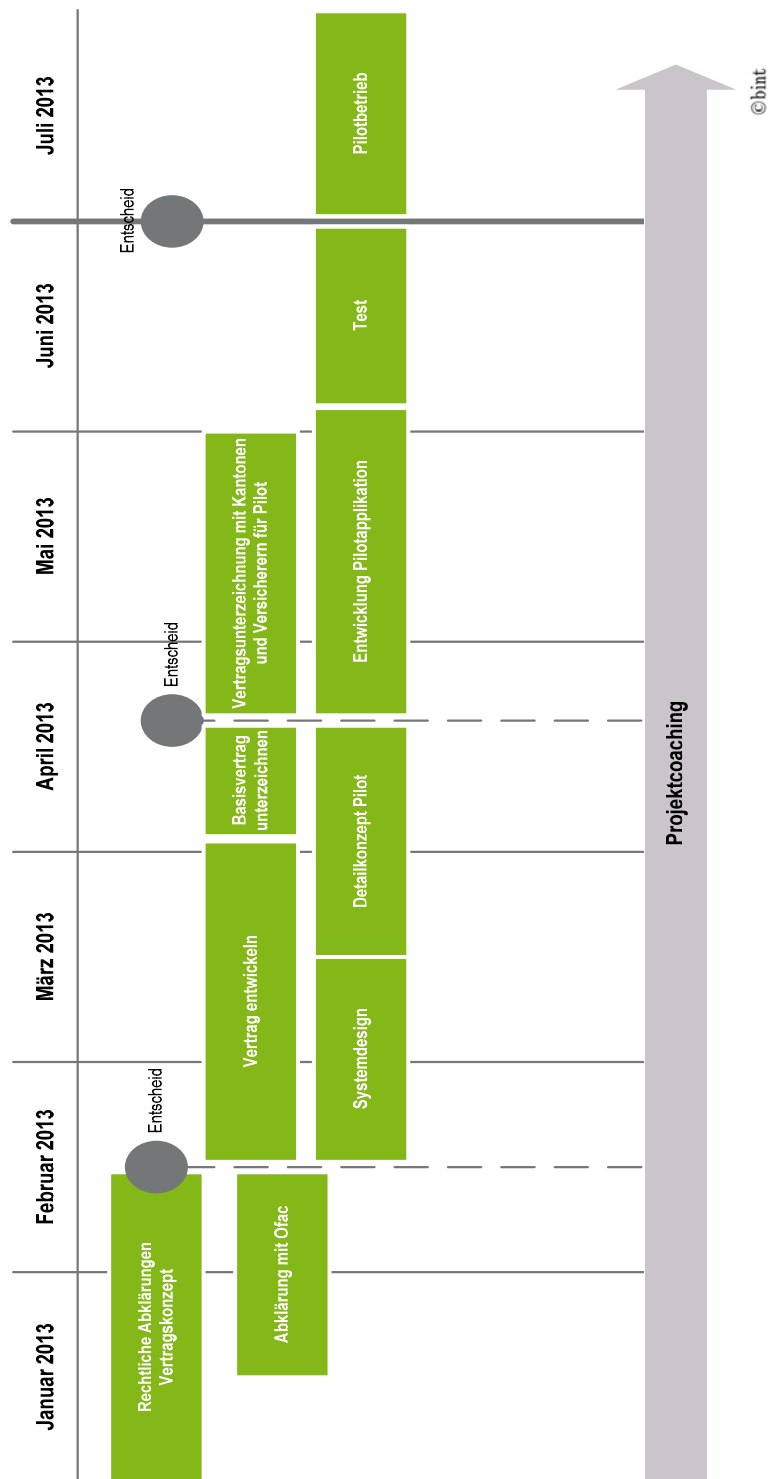 Januar 2013
Februar 2013
März 2013
April 2013
Mai 2013
Juni 2013
Juli 2013
Entscheid
Entscheid
Entscheid
Rechtliche Abklärungen
Vertragskonzept
Abklärung mit Ofac
Vertrag entwickeln
Basisvertrag
unterzeichnen
Vertragsunterzeichnung mit Kantonen
und Versicherern für Pilot
Systemdesign
Detailkonzept Pilot
Entwicklung Pilotapplikation
Test
Pilotbetrieb
Projektcoaching
©bint